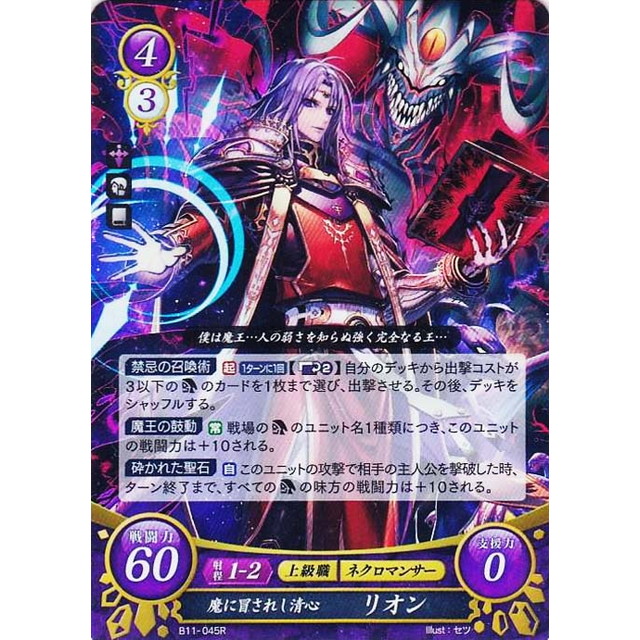 4
3
僕は魔王…人の弱さを知らぬ強く完全なる王…
禁忌の召喚術 起 1ターンに1回 【 2】自分のデッキから出撃コストが
3以下の のカードを1枚まで選び、出撃させる。その後、デッキを
シャッフルする。
魔王の鼓動 常 戦場の のユニット名1種類につき、このユニット
の戦闘力は+10される。
砕かれた聖石 自 このユニットの攻撃で相手の主人公を撃破した時、
ターン終了まで、すべての の味方の戦闘力は+10される。
戦闘力
60
射程 1-2
上級職
ネクロマンサー
支援力
0
魔に冒されし清心 リオン
B11-045R
Illust:セツ